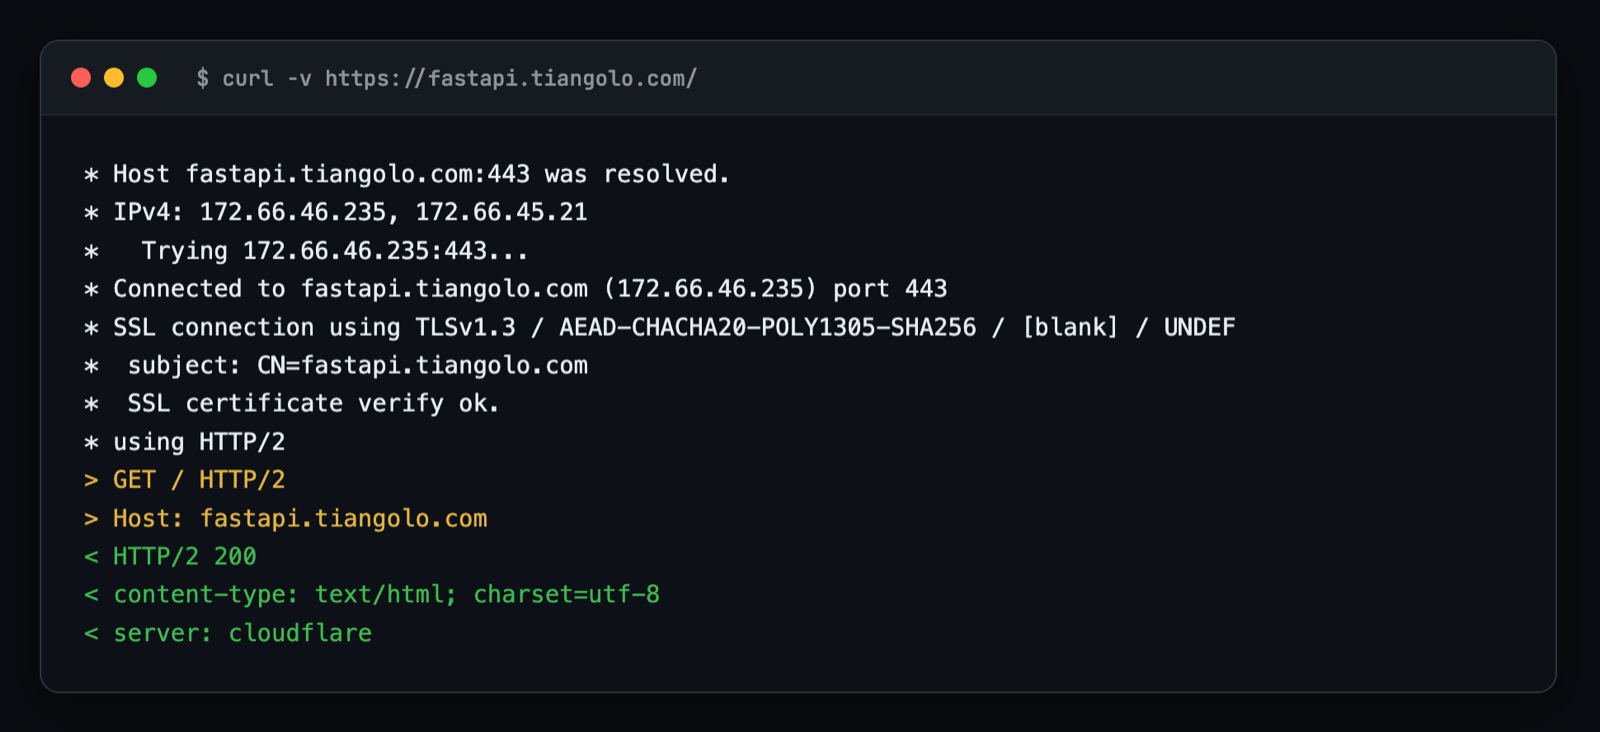 $ curl -v https://fastapi.tiangolo.com/
* Host fastapi.tiangolo.com:443 was resolved.
* IPv4: 172.66.46.235, 172.66.45.21
*   Trying 172.66.46.235:443...
* Connected to fastapi.tiangolo.com (172.66.46.235) port 443
* SSL connection using TLSv1.3 / AEAD-CHACHA20-POLY1305-SHA256 / [blank] / UNDEF
*  subject: CN=fastapi.tiangolo.com
*  SSL certificate verify ok.
* using HTTP/2
> GET / HTTP/2
> Host: fastapi.tiangolo.com
< HTTP/2 200
< content-type: text/html; charset=utf-8
< server: cloudflare